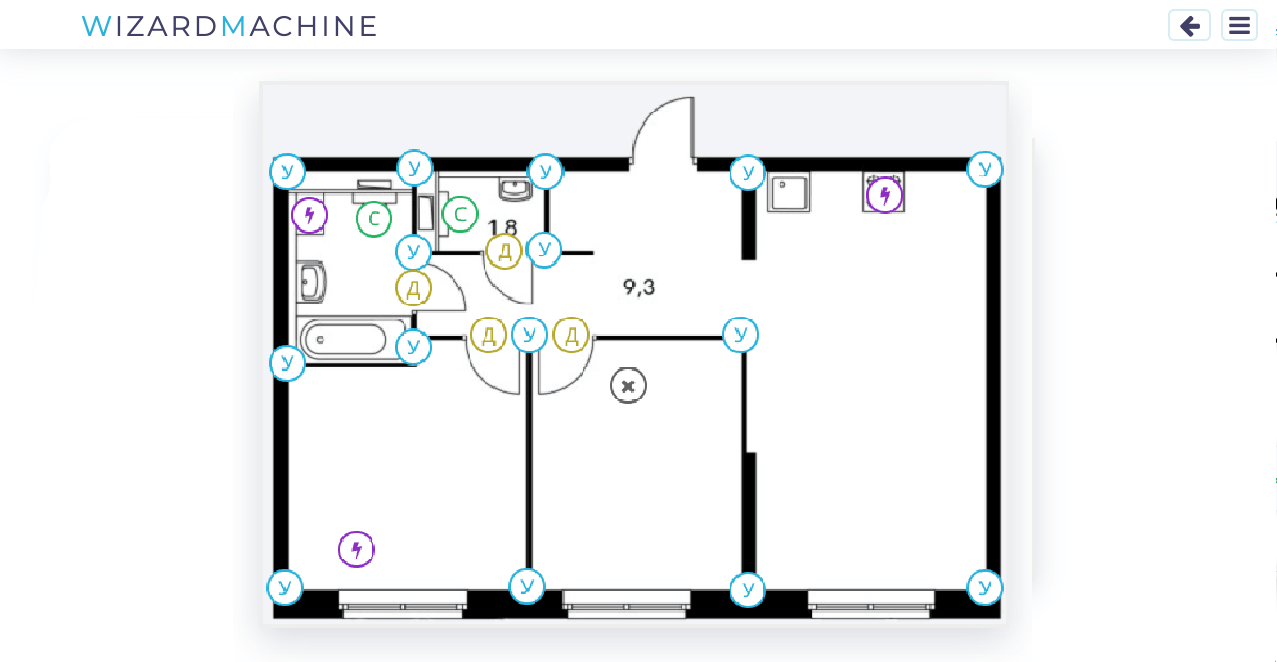 WIZARDMACHINE
У У У У У
С С
1.8
У Д У
Д
9,3
У Д У Д У
У
У У У У